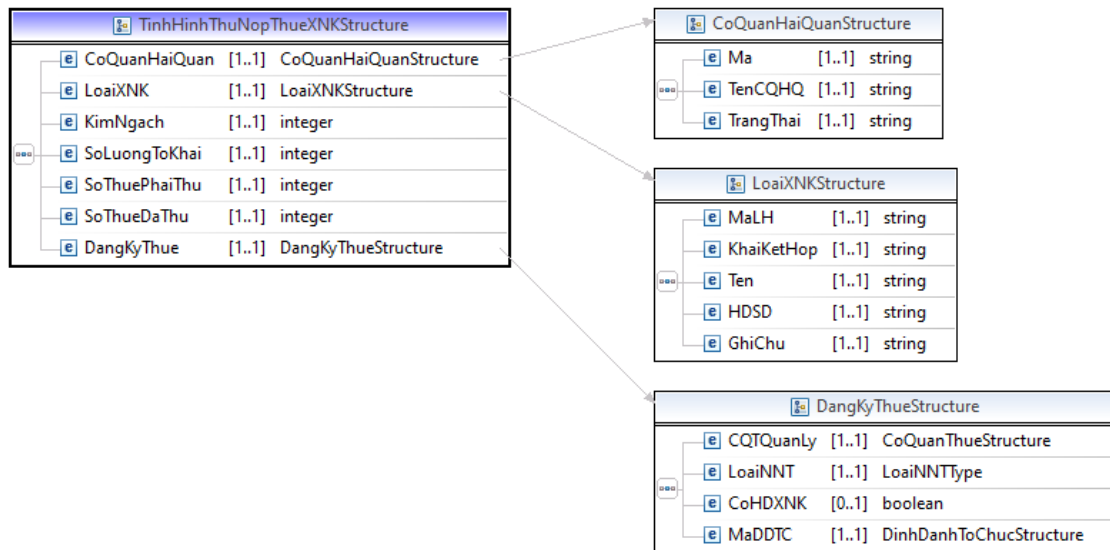 TinhHinhThuNopThueXNKStructure
CoQuanHaiQuan [1..1] CoQuanHaiQuanStructure
LoaiXNK [1..1] LoaiXNKStructure
KimNgach [1..1] integer
SoLuongToKhai [1..1] integer
SoThuePhaiThu [1..1] integer
SoThueDaThu [1..1] integer
DangKyThue [1..1] DangKyThueStructure
CoQuanHaiQuanStructure
Ma [1..1] string
TenCQHQ [1..1] string
TrangThai [1..1] string
LoaiXNKStructure
MaLH [1..1] string
KhaiKetHop [1..1] string
Ten [1..1] string
HDSD [1..1] string
GhiChu [1..1] string
DangKyThueStructure
CQTQuanLy [1..1] CoQuanThueStructure
LoaiNNT [1..1] LoaiNNTType
CoHDXNK [0..1] boolean
MaDDTC [1..1] DinhDanhToChucStructure